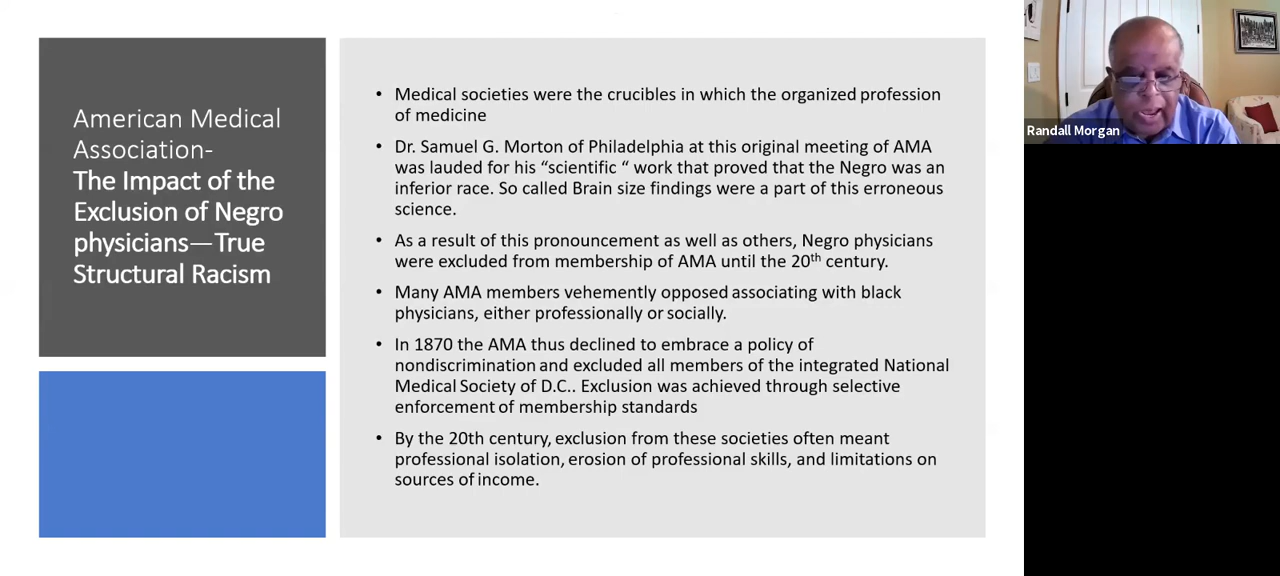 American Medical
Association-
The Impact of the
Exclusion of Negro
physicians—True
Structural Racism
• Medical societies were the crucibles in which the organized profession
of medicine
• Dr. Samuel G. Morton of Philadelphia at this original meeting of AMA
was lauded for his “scientific “ work that proved that the Negro was an
inferior race. So called Brain size findings were a part of this erroneous
science.
• As a result of this pronouncement as well as others, Negro physicians
were excluded from membership of AMA until the 20th century.
• Many AMA members vehemently opposed associating with black
physicians, either professionally or socially.
• In 1870 the AMA thus declined to embrace a policy of
nondiscrimination and excluded all members of the integrated National
Medical Society of D.C.. Exclusion was achieved through selective
enforcement of membership standards
• By the 20th century, exclusion from these societies often meant
professional isolation, erosion of professional skills, and limitations on
sources of income.
Randall Morgan